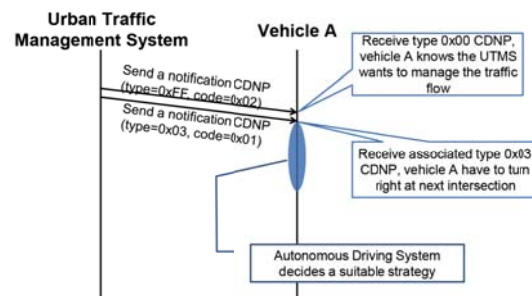 Urban Traffic
Management System
Vehicle A
Send a notification CDNP
(type=0xFF, code=0x02)
Send a notification CDNP
(type=0x03, code=0x01)
Receive type 0x00 CDNP,
vehicle A knows the UTMS
wants to manage the traffic
flow
Receive associated type 0x03
CDNP, vehicle A have to turn
right at next intersection
Autonomous Driving System
decides a suitable strategy